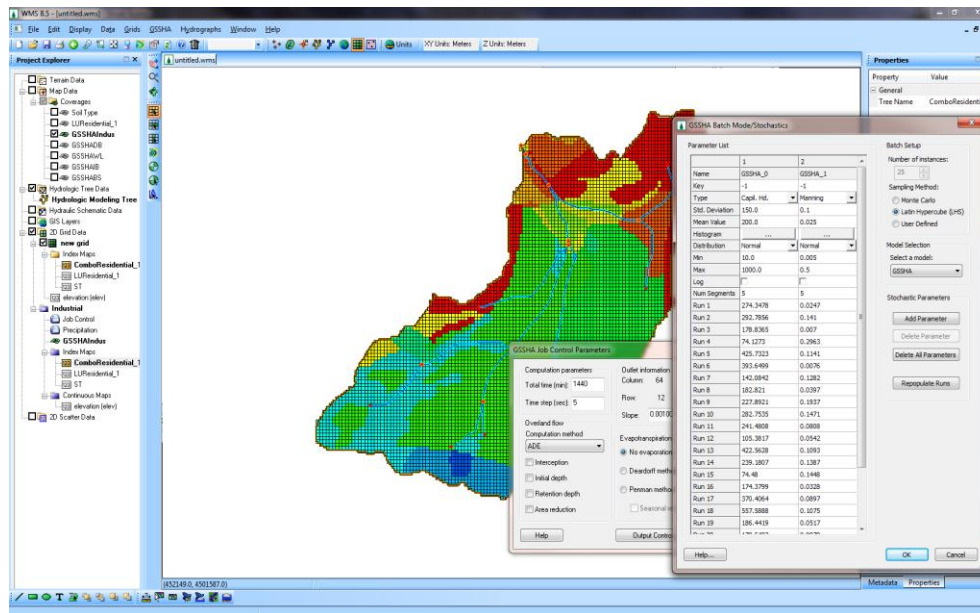 WMS 8.5 - [untitled.wms]
File Edit Display Data Grids GSSHA Hydrographs Window Help
Units XY Units: Meters Z Units: Meters
Project Explorer
untitled.wms
Terrain Data
Map Data
Coverages
Soil Type
LUResidential_1
GSSHAIndus
GSSHADB
GSSHAWL
GSSHAIB
GSSHABS
Hydrologic Tree Data
Hydrologic Modeling Tree
Hydraulic Schematic Data
GIS Layers
2D Grid Data
new grid
Index Maps
ComboResidential_1
LUResidential_1
ST
elevation (elev)
Industrial
Job Control
Precipitation
GSSHAIndus
Index Maps
ComboResidential_1
LUResidential_1
ST
Continuous Maps
elevation (elev)
2D Scatter Data
(452149.0, 4501587.0)
GSSHA Job Control Parameters
Computation parameters
Total time (min): 1440
Time step (sec): 5
Overland flow
Computation method
ADE
Interception
Initial depth
Retention depth
Area reduction
Help
Outlet information
Column: 64
Row: 12
Slope: 0.00100
Evapotranspiration
No evaporation
Deardorff metho
Penman method
Seasonal
Output Contro
Properties
Property Value
General
Tree Name ComboResidenti
GSSHA Batch Mode/Stochastics
Parameter List
1 2
Name GSSHA_0 GSSHA_1
Key -1 -1
Type Capil. Hd. Manning
Std. Deviation 150.0 0.1
Mean Value 200.0 0.025
Histogram ... ...
Distribution Normal Normal
Min 10.0 0.005
Max 1000.0 0.5
Log
Num Segments 5 5
Run 1 274.3478 0.0247
Run 2 292.7856 0.141
Run 3 178.8365 0.007
Run 4 74.1273 0.2963
Run 5 425.7323 0.1141
Run 6 393.6499 0.0076
Run 7 142.0842 0.1282
Run 8 182.821 0.0397
Run 9 227.8921 0.1937
Run 10 282.7535 0.1471
Run 11 241.4808 0.0808
Run 12 105.3817 0.0542
Run 13 422.5628 0.1093
Run 14 239.1807 0.1387
Run 15 74.48 0.1448
Run 16 174.3799 0.0328
Run 17 370.4064 0.0897
Run 18 557.5888 0.1075
Run 19 186.4419 0.0517
Help...
Batch Setup
Number of instances:
25
Sampling Method:
Monte Carlo
Latin Hypercube (LHS)
User Defined
Model Selection
Select a model:
GSSHA
Stochastic Parameters
Add Parameter
Delete Parameter
Delete All Parameters
Repopulate Runs
OK Cancel
Metadata Properties